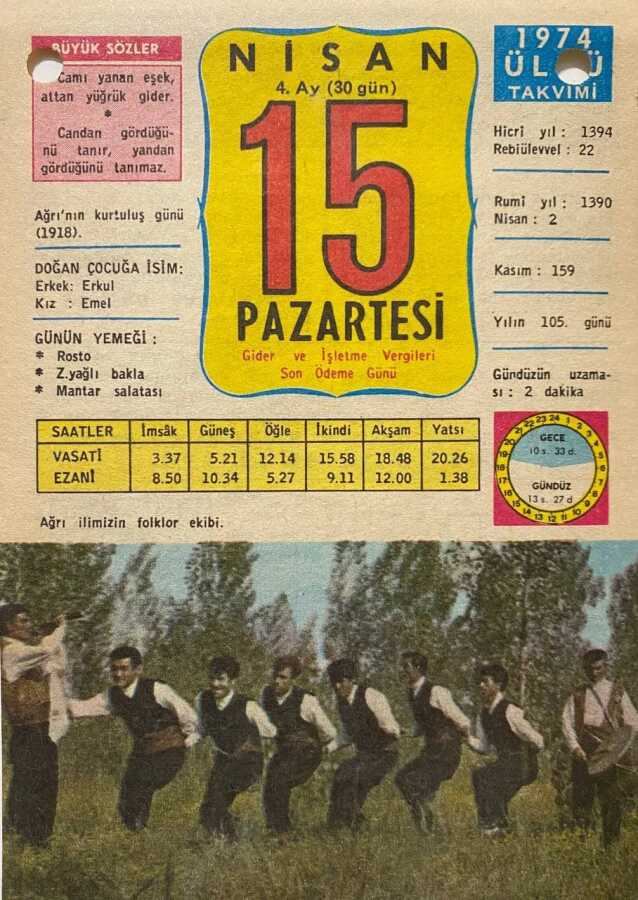 BÜYÜK SÖZLER
Canı yanan eşek,
attan yüğrük gider.
*
Candan gördüğü-
nü tanır, yandan
gördüğünü tanımaz.
Ağrı'nın kurtuluş günü
(1918).
DOĞAN ÇOCUĞA İSİM:
Erkek: Erkul
Kız : Emel
GÜNÜN YEMEĞİ :
* Rosto
* Z.yağlı bakla
* Mantar salatası
NİSAN
4. Ay (30 gün)
15
PAZARTESİ
Gider ve İşletme Vergileri
Son Ödeme Günü
1974
TAKVİMİ
Hicrî yıl : 1394
Rebiülevvel : 22
Rumî yıl : 1390
Nisan : 2
Kasım : 159
Yılın 105. günü
Gündüzün uzama-
sı : 2 dakika
SAATLER İmsâk Güneş Öğle İkindi Akşam Yatsı
VASATİ 3.37 5.21 12.14 15.58 18.48 20.26
EZANİ 8.50 10.34 5.27 9.11 12.00 1.38
GECE
10 s. 33 d.
GÜNDÜZ
13 s. 27 d
Ağrı ilimizin folklor ekibi.